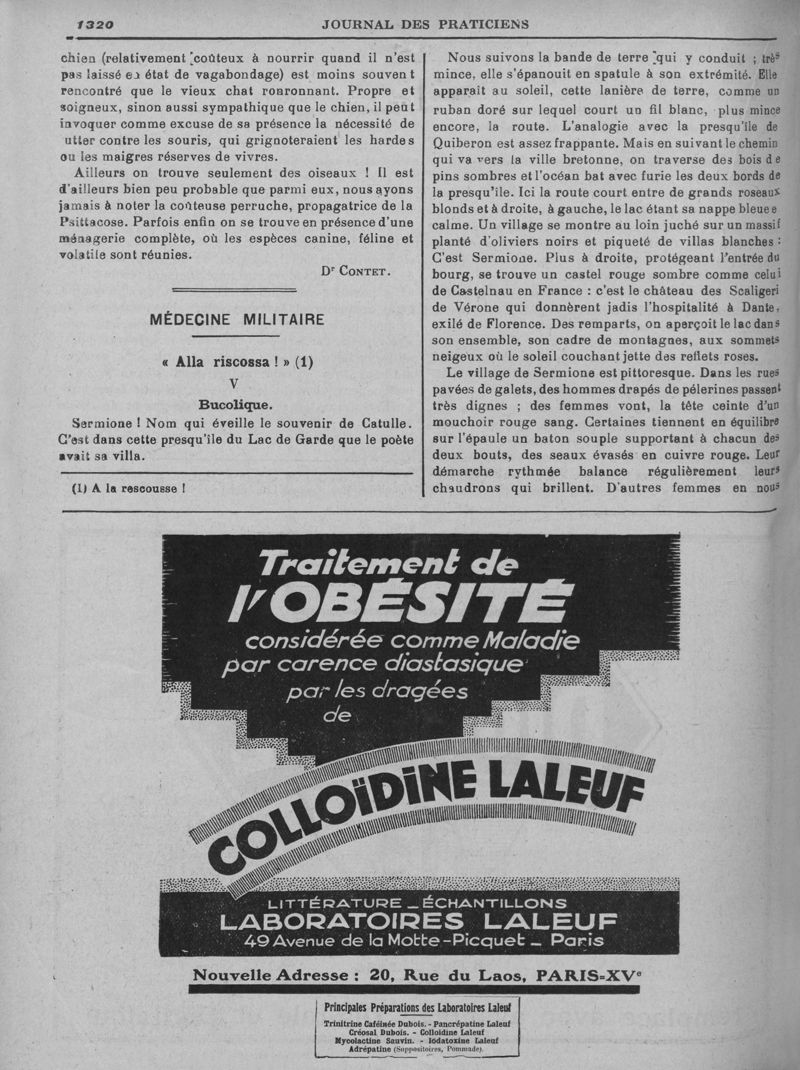 1320
JOURNAL DES PRATICIENS
chien (relativement coûteux à nourrir quand il n'est
pas laissé en état de vagabondage) est moins souvent
rencontré que le vieux chat ronronnant. Propre et
soigneux, sinon aussi sympathique que le chien, il peut
invoquer comme excuse de sa présence la nécessité de
utter contre les souris, qui grignoteraient les hardes
ou les maigres réserves de vivres.
Ailleurs on trouve seulement des oiseaux ! Il est
d'ailleurs bien peu probable que parmi eux, nous ayons
jamais à noter la coûteuse perruche, propagatrice de la
Psittacose. Parfois enfin on se trouve en présence d'une
ménagerie complète, où les espèces canine, féline et
volatile sont réunies.
Dr CONTET.
MÉDECINE MILITAIRE
« Alla riscossa ! » (1)
V
Bucolique.
Sermione ! Nom qui éveille le souvenir de Catulle.
C'est dans cette presqu'île du Lac de Garde que le poète
avait sa villa.
(1) A la rescousse !
Nous suivons la bande de terre qui y conduit ; très
mince, elle s'épanouit en spatule à son extrémité. Elle
apparaît au soleil, cette lanière de terre, comme un
ruban doré sur lequel court un fil blanc, plus mince
encore, la route. L'analogie avec la presqu'île de
Quiberon est assez frappante. Mais en suivant le chemin
qui va vers la ville bretonne, on traverse des bois de
pins sombres et l'océan bat avec furie les deux bords de
la presqu'île. Ici la route court entre de grands roseaux
blonds et à droite, à gauche, le lac étant sa nappe bleue e
calme. Un village se montre au loin juché sur un massif
planté d'oliviers noirs et piqueté de villas blanches :
C'est Sermione. Plus à droite, protégeant l'entrée du
bourg, se trouve un castel rouge sombre comme celui
de Castelnau en France : c'est le château des Scaligeri
de Vérone qui donnèrent jadis l'hospitalité à Dante,
exilé de Florence. Des remparts, on aperçoit le lac dans
son ensemble, son cadre de montagnes, aux sommets
neigeux où le soleil couchant jette des reflets roses.
Le village de Sermione est pittoresque. Dans les rues
pavées de galets, des hommes drapés de pélerines passent
très dignes ; des femmes vont, la tête ceinte d'un
mouchoir rouge sang. Certaines tiennent en équilibre
sur l'épaule un baton souple supportant à chacun des
deux bouts, des seaux évasés en cuivre rouge. Leur
démarche rythmée balance régulièrement leurs
chaudrons qui brillent. D'autres femmes en nous
Traitement de
l'OBÉSITÉ
considérée comme Maladie
par carence diastasique
par les dragées
de
COLLOÏDINE LALEUF
LITTÉRATURE _ ÉCHANTILLONS
LABORATOIRES LALEUF
49 Avenue de la Motte-Picquet _ Paris
Nouvelle Adresse : 20, Rue du Laos, PARIS=XVe
Principales Préparations des Laboratoires Laleuf
Trinitrine Caféinée Dubois. - Pancrépatine Laleuf
Créosal Dubois. - Colloïdine Laleuf
Mycolactine Sauvin. - Iodatoxine Laleuf
Adrépatine (Suppositoires, Pommade).